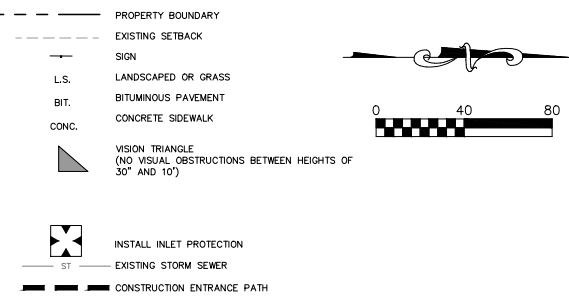 PROPERTY BOUNDARY
EXISTING SETBACK
SIGN
L.S. LANDSCAPED OR GRASS
BIT. BITUMINOUS PAVEMENT
CONC. CONCRETE SIDEWALK
VISION TRIANGLE
(NO VISUAL OBSTRUCTIONS BETWEEN HEIGHTS OF
30" AND 10')
INSTALL INLET PROTECTION
ST EXISTING STORM SEWER
CONSTRUCTION ENTRANCE PATH
N
0 40 80